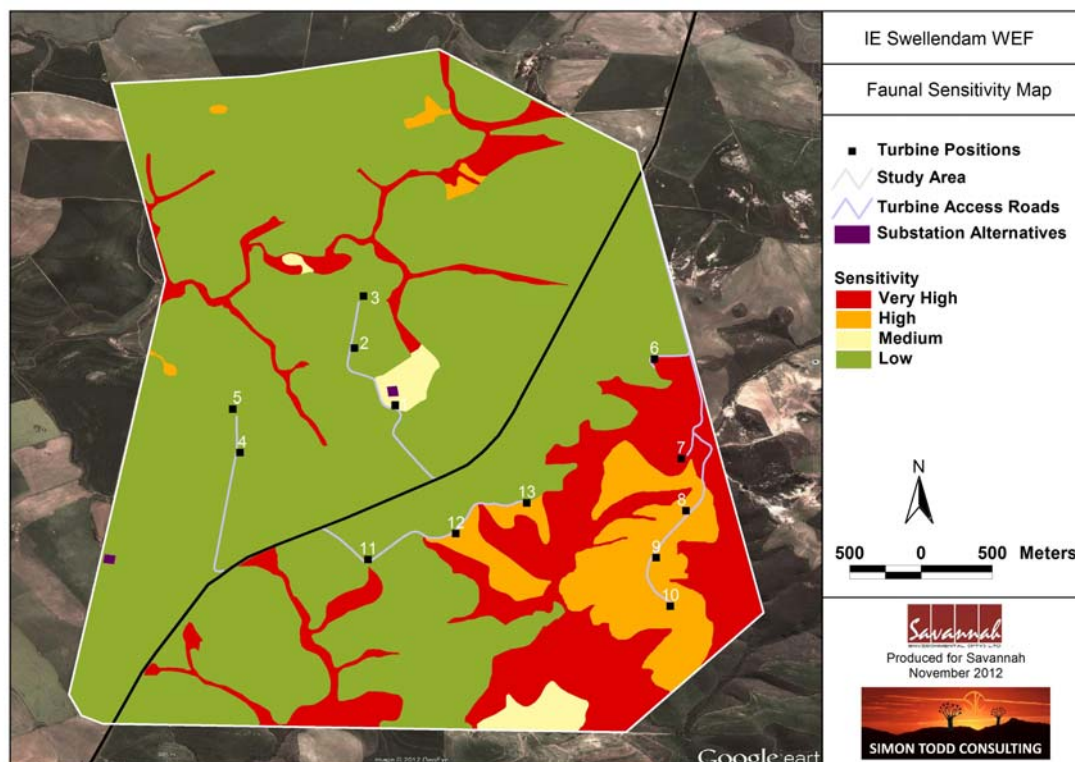 IE Swellendam WEF
Faunal Sensitivity Map
Turbine Positions
Study Area
Turbine Access Roads
Substation Alternatives
Sensitivity
Very High
High
Medium
Low
N
500 0 500 Meters
Savannah
Produced for Savannah
November 2012
SIMON TODD CONSULTING
3
2
6
5
4
7
8
13
12
11
9
10
Google eart